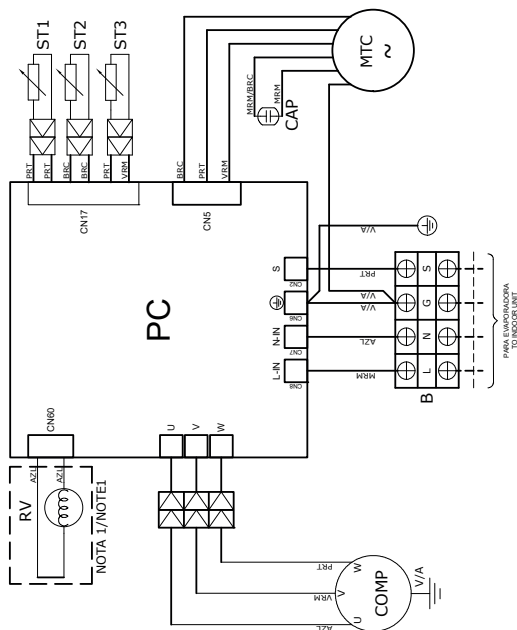 ST1
ST2
ST3
PRT
PRT
BRC
BRC
PRT
VRM
CN17
BRC
PRT
VRM
CN5
MRM/BRC
MRM
CAP
MTC
~
PC
S
CN2
CN6
N-IN
CN7
L-IN
CN8
V/A
PRT
V/A
V/A
AZL
MRM
S
G
N
L
B
PARA EVAPORADORA
TO INDOOR UNIT
CN60
AZU
AZU
RV
NOTA 1/NOTE1
U
V
W
PRT
VRM
AZL
W
V
U
COMP
V/A